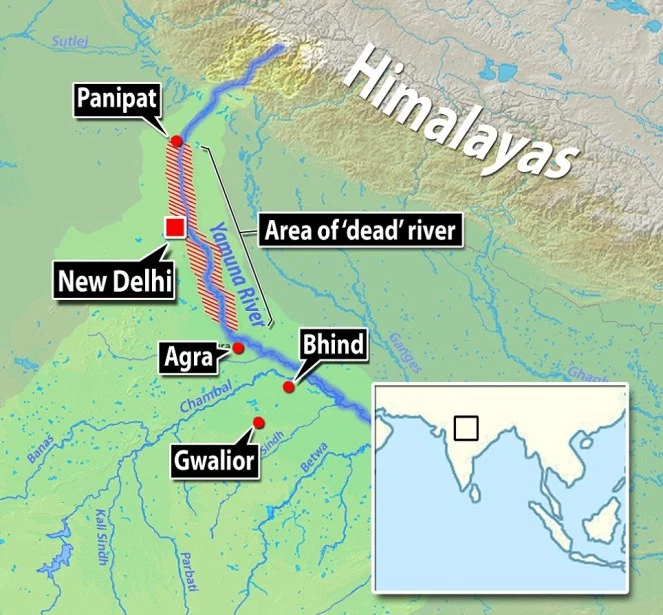 Sutlej
Himalayas
Panipat
Area of 'dead' river
Yamuna River
New Delhi
Agra
Bhind
Ganges
Chambal
Gwalior
Sindh
Betwa
Banas
Kali Sindh
Parbati